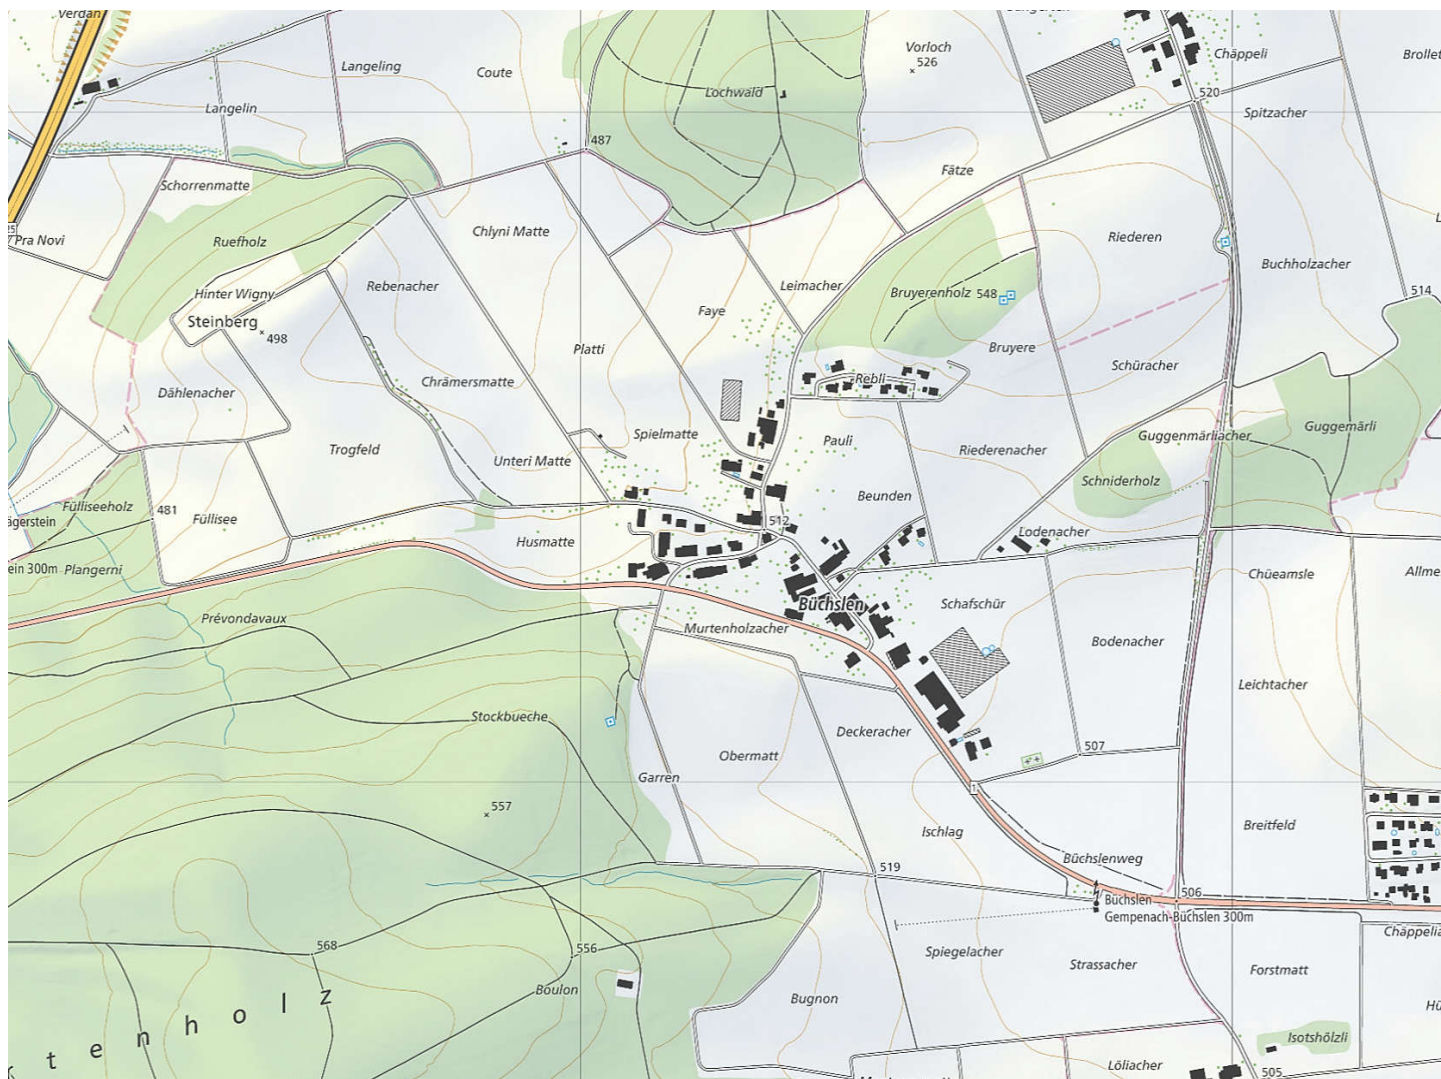 Verdan
Vorloch
526
Chäppeli
Langeling
Coute
Brollet
Lochwald
520
Langelin
Spitzacher
487
Fätze
Schorrenmatte
Pra Novi
Ruefholz
Chlyni Matte
Riederen
Buchholzacher
Rebenacher
Leimacher
Bruyerenholz 548
514
Hinter Wigny
Faye
Steinberg
498
Platti
Bruyere
Schüracher
Chrämersmatte
Rebli
Dählenacher
Guggemärli
Spielmatte
Pauli
Guggenmärliacher
Trogfeld
Riederenacher
Unteri Matte
Schniderholz
Beunden
Fülliseeholz
481
Füllisee
512
ägerstein
Lodenacher
Husmatte
ein 300m
Plangerni
Chüeamsle
Allme
Schafschür
Büchslen
Prévondavaux
Murtenholzacher
Bodenacher
Leichtacher
Stockbueche
Deckeracher
507
Obermatt
Garren
1
557
Ischlag
Breitfeld
Büchslenweg
519
506
Büchslen
Gempenach-Büchslen 300m
Chäppelia
568
556
Spiegelacher
Strassacher
Forstmatt
Boulon
Bugnon
Hü
t e n h o l z
Isotshölzli
Löliacher
505